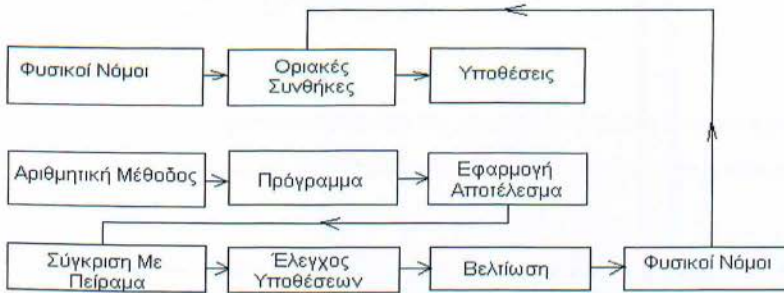 Φυσικοί Νόμοι
Οριακές
Συνθήκες
Υποθέσεις
Αριθμητική Μέθοδος
Πρόγραμμα
Εφαρμογή
Αποτέλεσμα
Σύγκριση Με
Πείραμα
Έλεγχος
Υποθέσεων
Βελτίωση
Φυσικοί Νόμοι